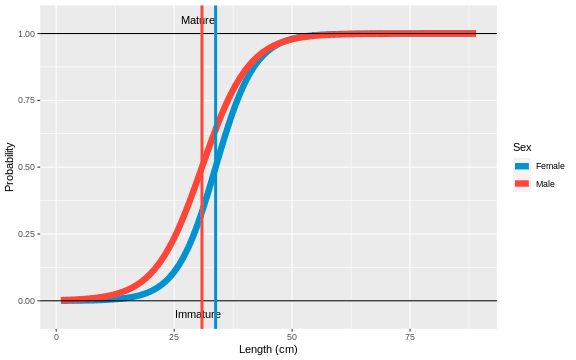 Mature
1.00
0.75
0.50
0.25
0.00
Probability
Immature
0
25
50
75
Length (cm)
Sex
Female
Male